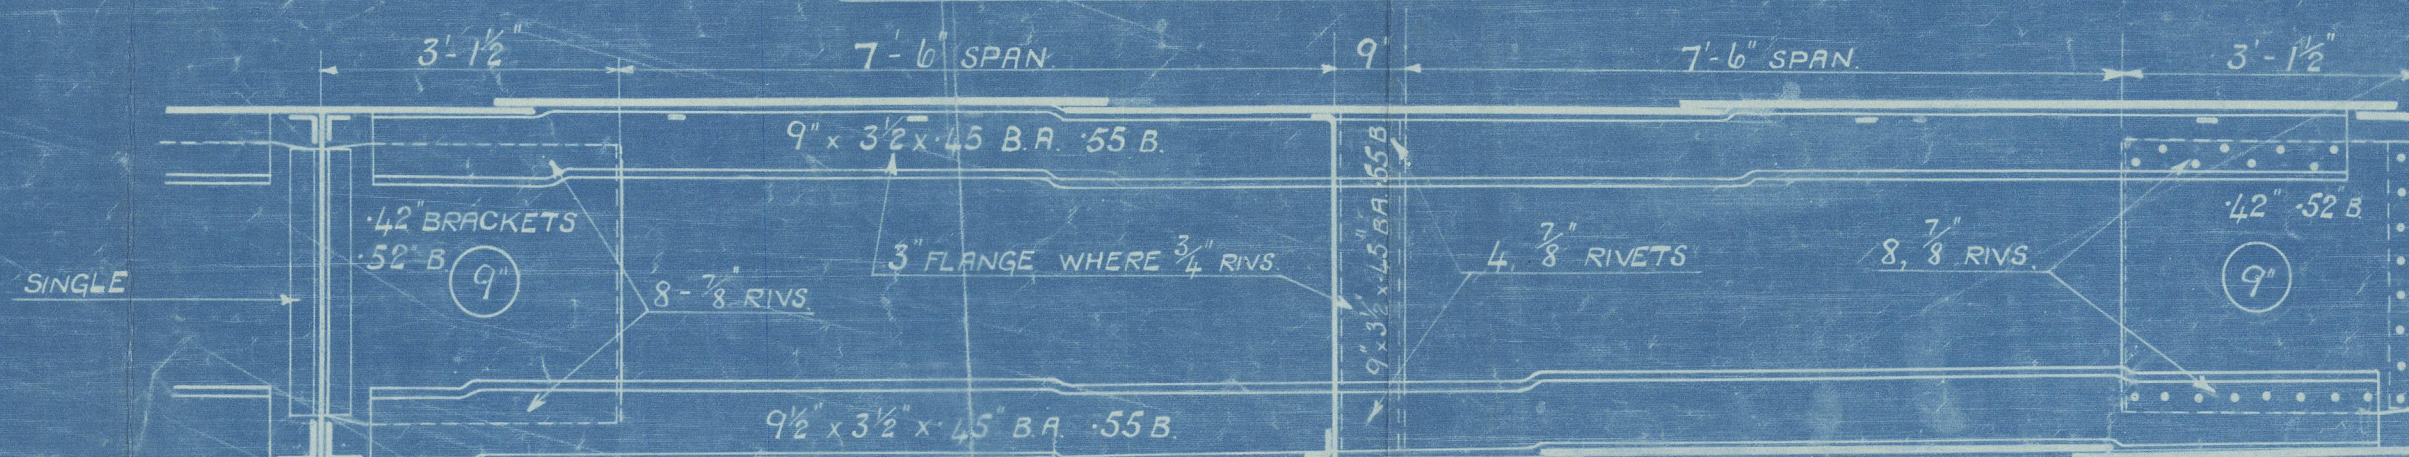 3'-1½"
7'-6" SPAN.
9"
7'-6" SPAN.
3'-1½"
9" x 3½" x .45 B.A. .55 B.
9" x 3½" x .45" B.A. .55 B
.42" BRACKETS
.52" B.
9"
SINGLE
8 - ⅞" RIVS.
3" FLANGE WHERE ¾" RIVS.
4, ⅞" RIVETS
8, ⅞" RIVS.
.42" .52" B.
9"
9½" x 3½" x .45" B.A. .55 B.